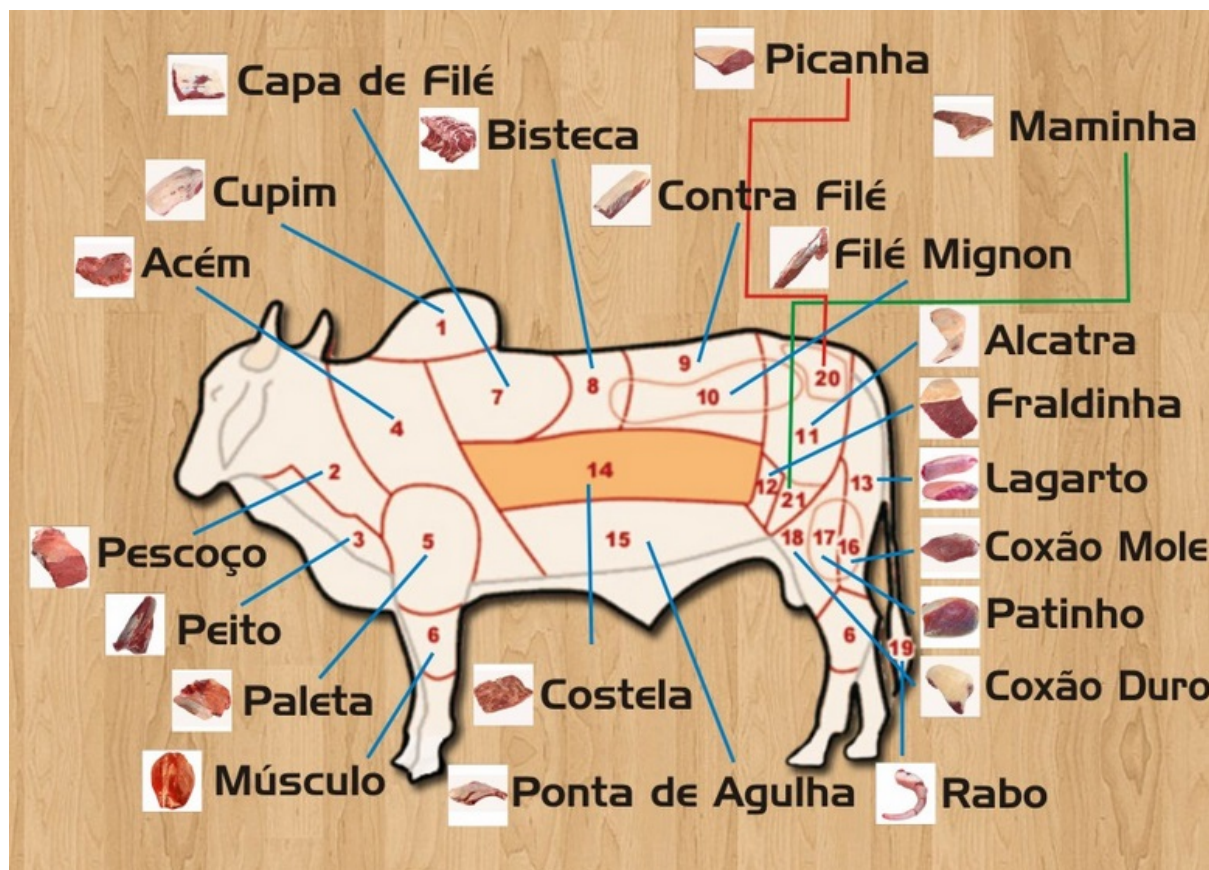 Picanha
Capa de Filé
Maminha
Bisteca
Cupim
Contra Filé
Acém
Filé Mignon
1
Alcatra
9
20
8
7
10
Fraldinha
4
11
2
14
Lagarto
12
13
21
3
5
15
18
17
16
Coxão Mole
Pescoço
Patinho
Peito
6
6
19
Paleta
Costela
Coxão Duro
Músculo
Ponta de Agulha
Rabo